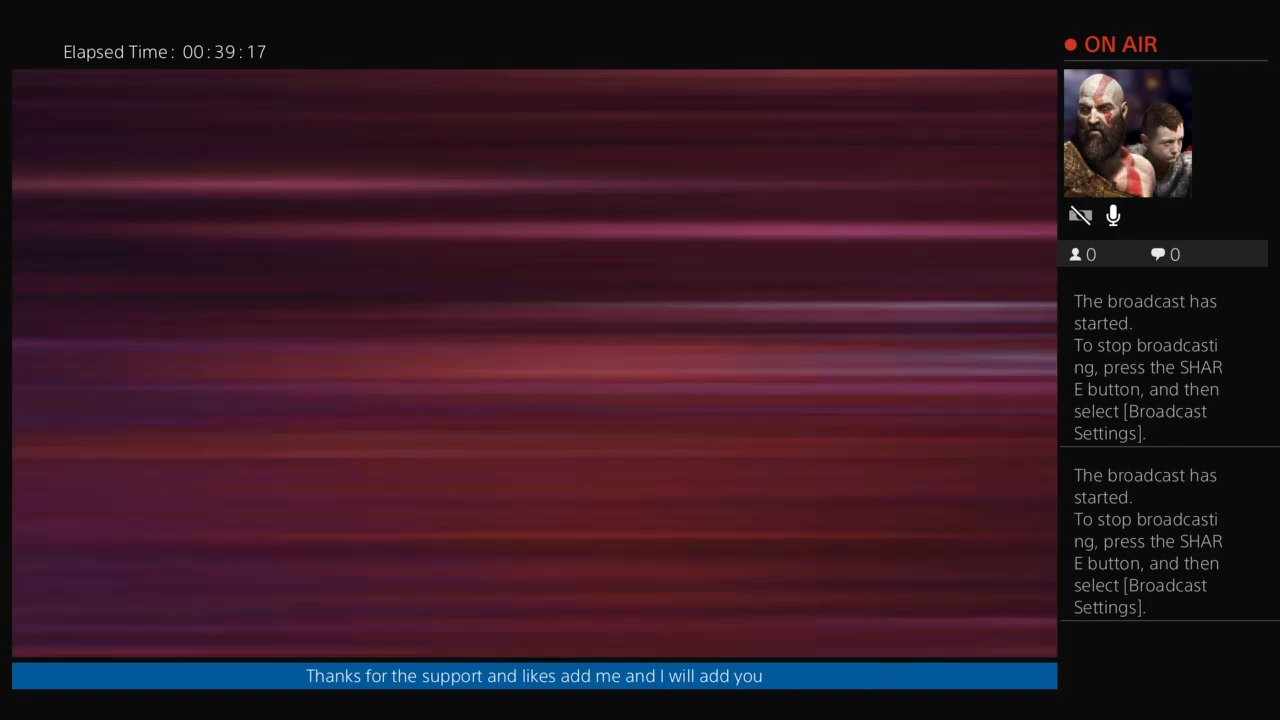 Elapsed Time: 00:39:17
ON AIR
0 0
The broadcast has
started.
To stop broadcasti
ng, press the SHAR
E button, and then
select [Broadcast
Settings].
The broadcast has
started.
To stop broadcasti
ng, press the SHAR
E button, and then
select [Broadcast
Settings].
Thanks for the support and likes add me and I will add you